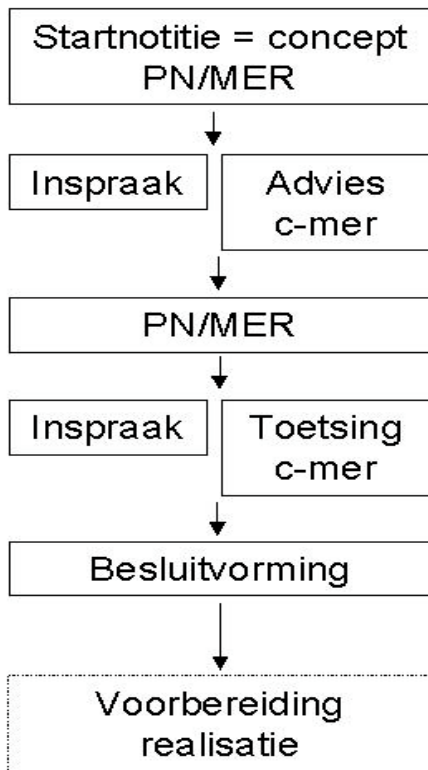 Startnotitie = concept
PN/MER
Inspraak
Advies
c-mer
PN/MER
Inspraak
Toetsing
c-mer
Besluitvorming
Voorbereiding
realisatie